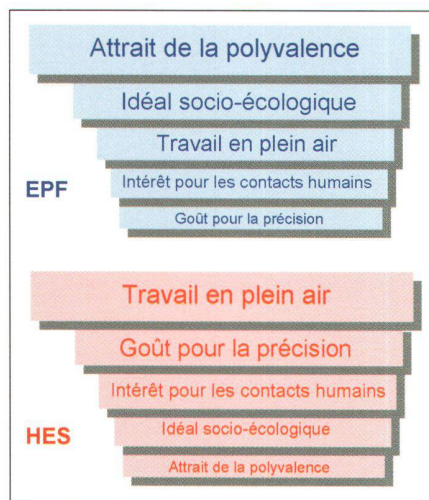 Attrait de la polyvalence
Idéal socio-écologique
Travail en plein air
Intérêt pour les contacts humains
EPF
Goût pour la précision
Travail en plein air
Goût pour la précision
Intérêt pour les contacts humains
HES
Idéal socio-écologique
Attrait de la polyvalence